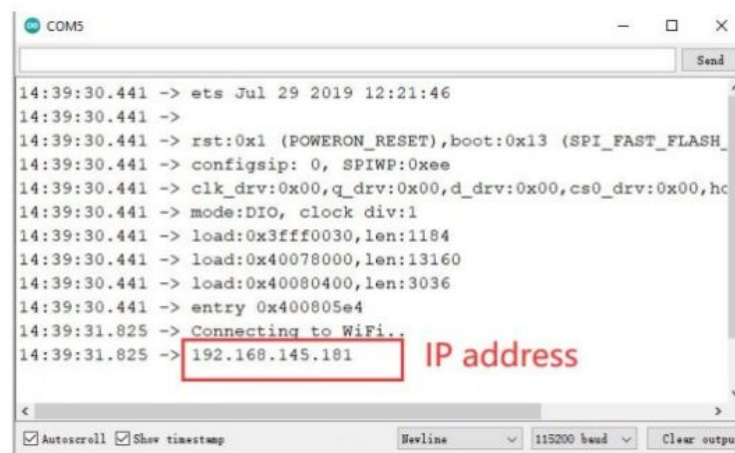 COM5
Send
14:39:30.441 -> ets Jul 29 2019 12:21:46
14:39:30.441 ->
14:39:30.441 -> rst:0x1 (POWERON_RESET),boot:0x13 (SPI_FAST_FLASH_
14:39:30.441 -> configsip: 0, SPIWP:0xee
14:39:30.441 -> clk_drv:0x00,q_drv:0x00,d_drv:0x00,cs0_drv:0x00,hd
14:39:30.441 -> mode:DIO, clock div:1
14:39:30.441 -> load:0x3fff0030,len:1184
14:39:30.441 -> load:0x40078000,len:13160
14:39:30.441 -> load:0x40080400,len:3036
14:39:30.441 -> entry 0x400805e4
14:39:31.825 -> Connecting to WiFi..
14:39:31.825 -> 192.168.145.181 IP address
Autoscroll Show timestamp Newline 115200 baud Clear outpu